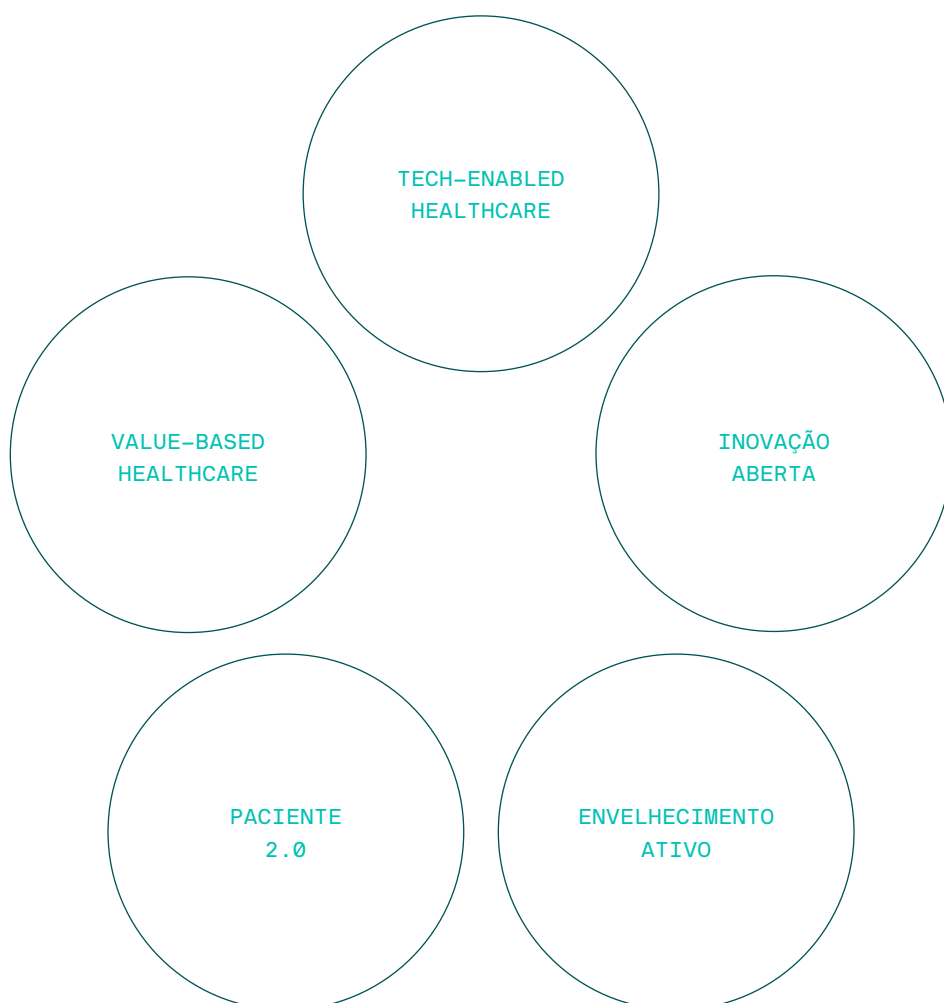 TECH–ENABLED
HEALTHCARE
VALUE–BASED
HEALTHCARE
INOVAÇÃO
ABERTA
PACIENTE
2.0
ENVELHECIMENTO
ATIVO